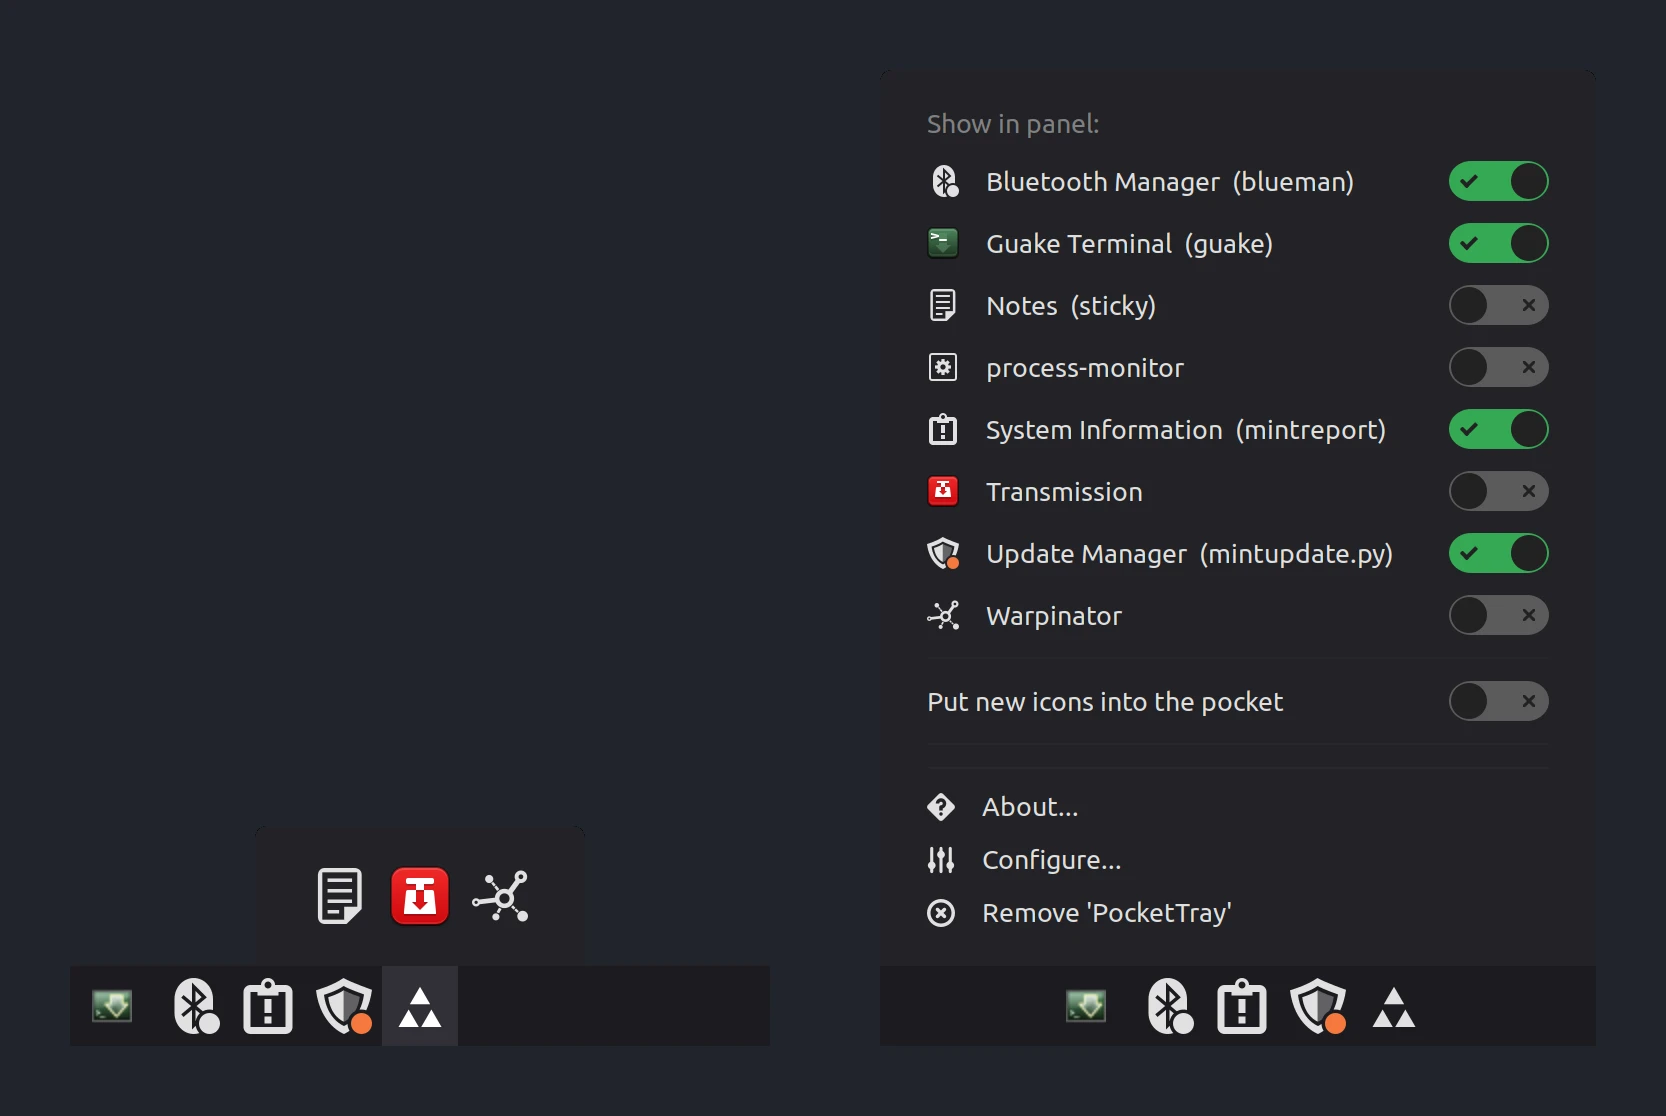 Show in panel:
Bluetooth Manager (blueman)
Guake Terminal (guake)
Notes (sticky)
process-monitor
System Information (mintreport)
Transmission
Update Manager (mintupdate.py)
Warpinator
Put new icons into the pocket
About...
Configure...
Remove 'PocketTray'